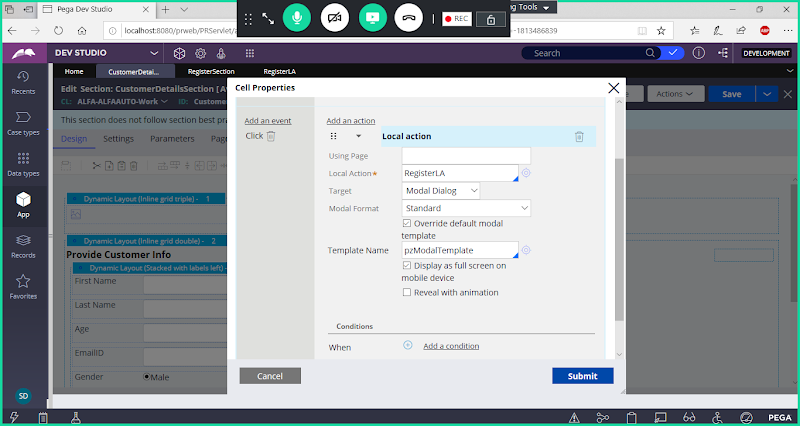 Pega Dev Studio
ng Tools
REC
localhost:8080/prweb/PRServlet/a
=-1813486839
DEV STUDIO
Search
DEVELOPMENT
Home
CustomerDetai...
RegisterSection
RegisterLA
Recents
Case types
Data types
App
Records
Favorites
SD
Edit Section: CustomerDetailsSection [A
CL: ALFA-ALFAAUTO-Work
ID: Custome
Actions
Save
This section does not follow section best pra
Design
Settings
Parameters
Page
Dynamic Layout (Inline grid triple) - 1
Dynamic Layout (Inline grid double) - 2
Provide Customer Info
Dynamic Layout (Stacked with labels left) -
First Name
Last Name
Age
EmailID
Gender
Male
Cell Properties
Add an event
Click
Add an action
Local action
Using Page
Local Action*
RegisterLA
Target
Modal Dialog
Modal Format
Standard
Override default modal
template
Template Name
pzModalTemplate
Display as full screen on
mobile device
Reveal with animation
Conditions
When
Add a condition
Cancel
Submit
PEGA